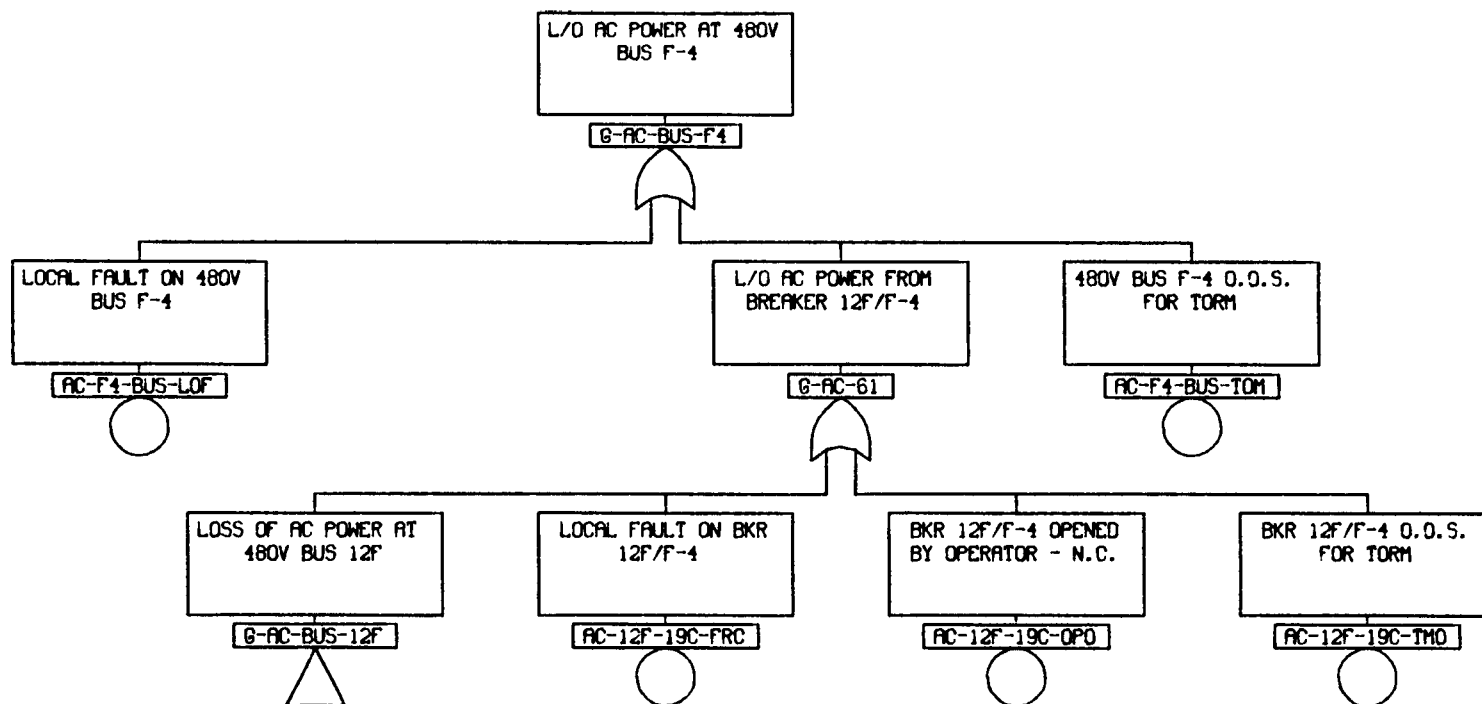 L/O AC POWER AT 480V
BUS F-4
G-AC-BUS-F4
LOCAL FAULT ON 480V
BUS F-4
AC-F4-BUS-LOF
L/O AC POWER FROM
BREAKER 12F/F-4
G-AC-61
480V BUS F-4 O.O.S.
FOR TORM
AC-F4-BUS-TOM
LOSS OF AC POWER AT
480V BUS 12F
G-AC-BUS-12F
LOCAL FAULT ON BKR
12F/F-4
AC-12F-19C-FRC
BKR 12F/F-4 OPENED
BY OPERATOR - N.C.
AC-12F-19C-OPO
BKR 12F/F-4 O.O.S.
FOR TORM
AC-12F-19C-TMO